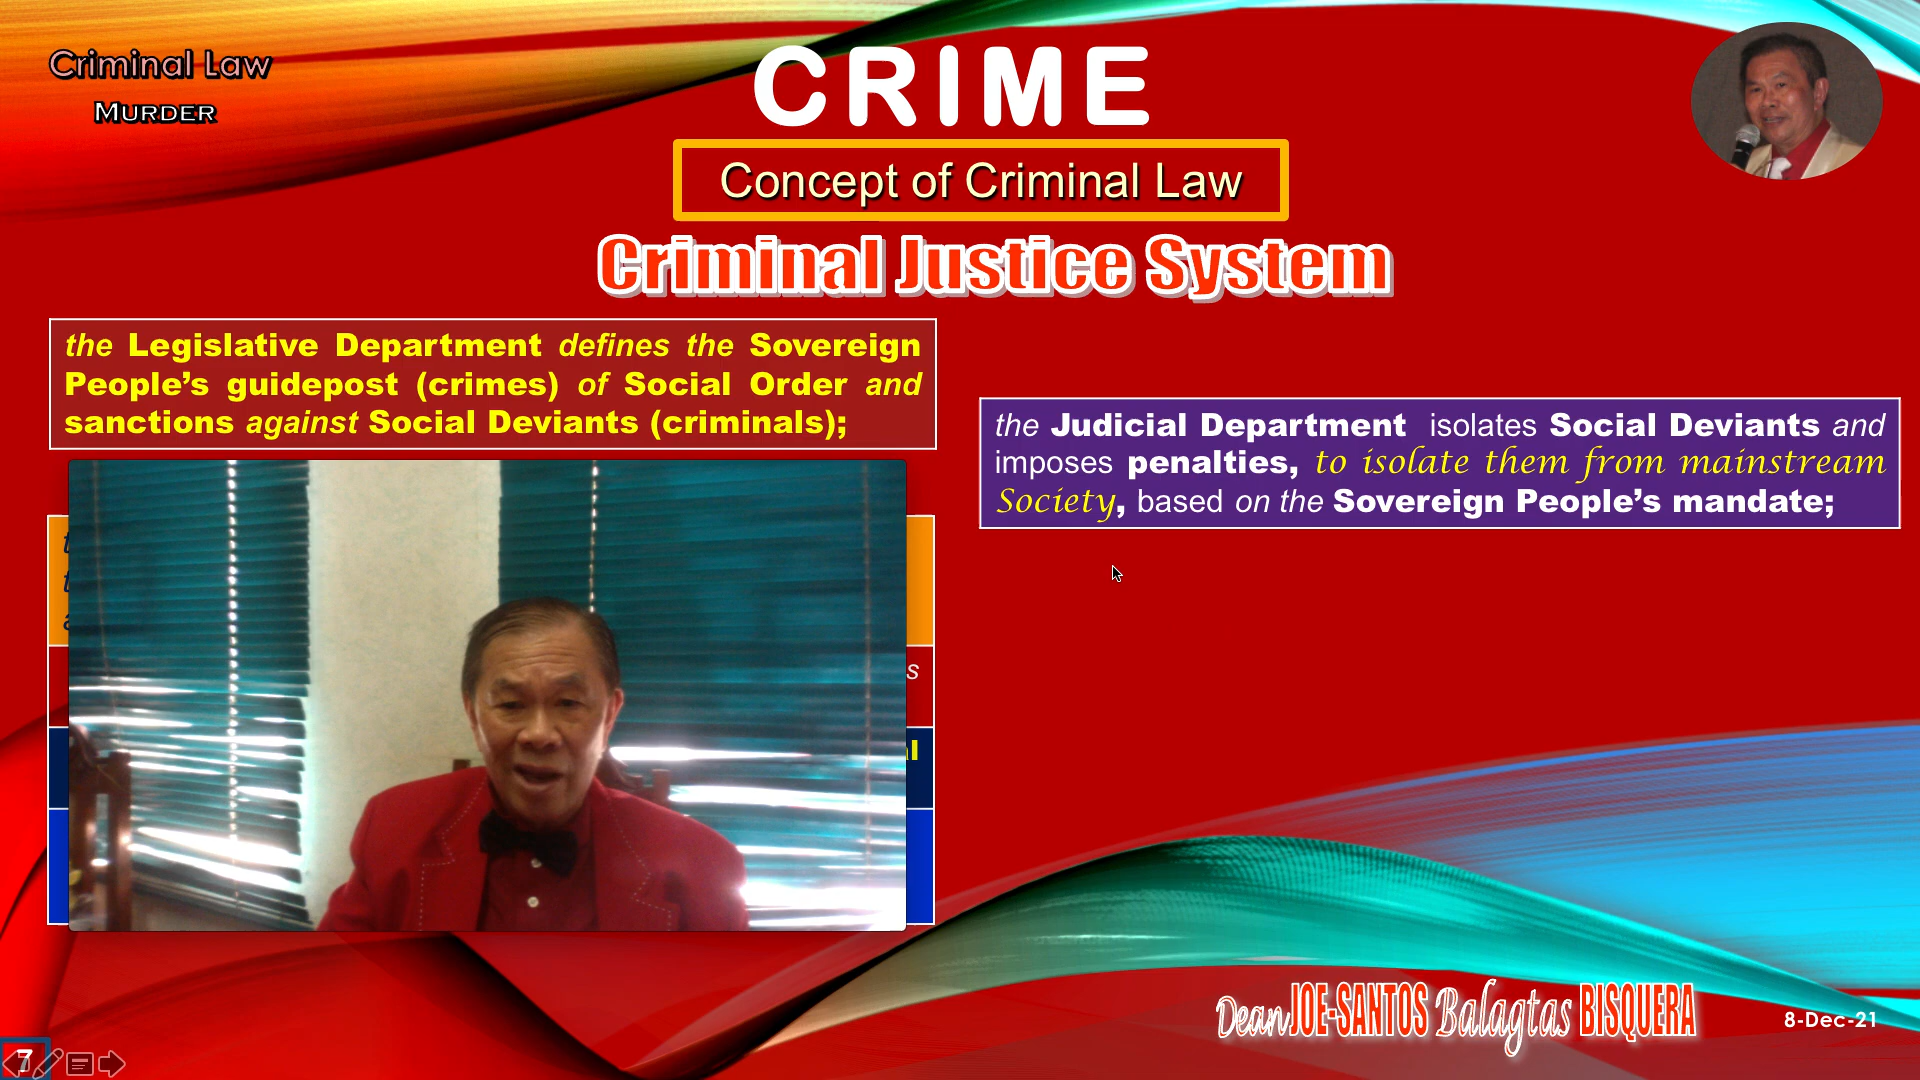 Criminal Law
MURDER
CRIME
Concept of Criminal Law
Criminal Justice System
the Legislative Department defines the Sovereign
People’s guidepost (crimes) of Social Order and
sanctions against Social Deviants (criminals);
the Judicial Department isolates Social Deviants and
imposes penalties, to isolate them from mainstream
Society, based on the Sovereign People’s mandate;
Dean JOE-SANTOS Balagtas BISQUERA
8-Dec-21
7